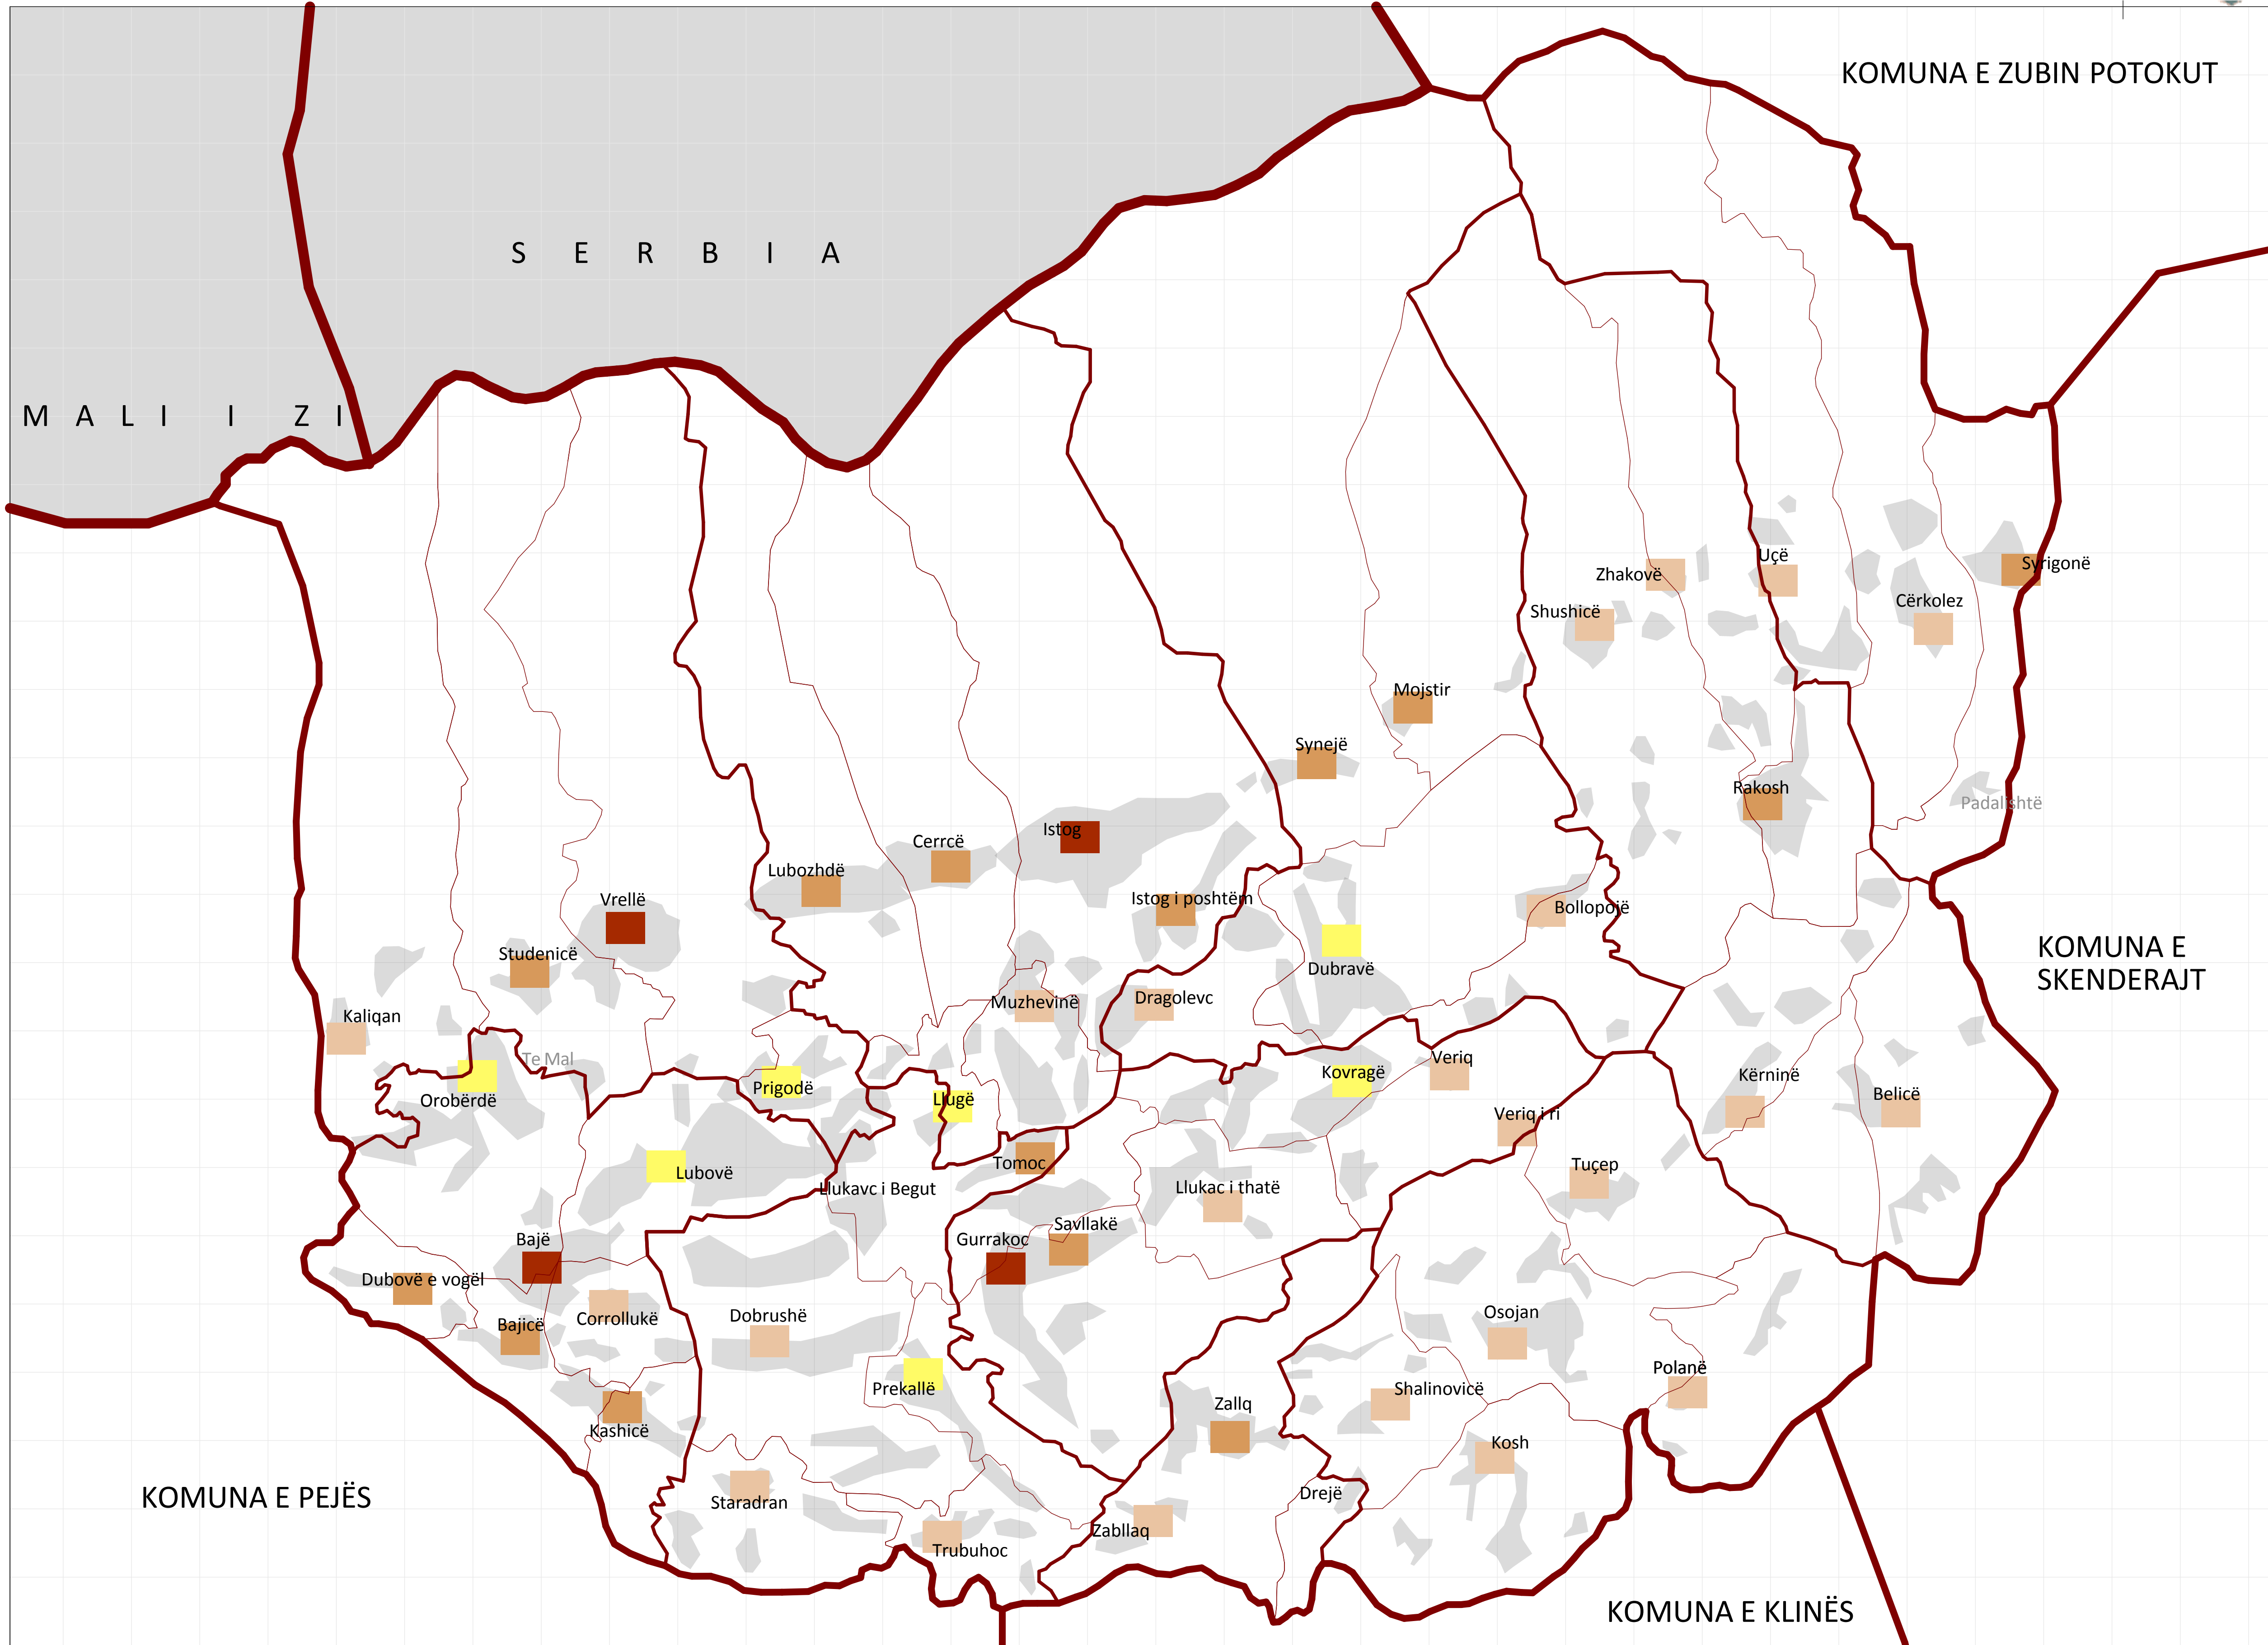 KOMUNA E ZUBIN POTOKUT
S E R B I A
M A L I I Z I
Uçë
Syrigonë
Zhakovë
Cërkolez
Shushicë
Mojstir
Synejë
Rakosh
Padalishtë
Istog
Cerrcë
Lubozhdë
Istog i poshtëm
Vrellë
Bollopojë
KOMUNA E
SKENDERAJT
Studenicë
Dubravë
Muzhevinë
Dragolevc
Kaliqan
Te Mal
Veriq
Kovragë
Kërninë
Prigodë
Belicë
Orobërdë
Llugë
Veriq i ri
Tomoc
Tuçep
Lubovë
Llukavc i Begut
Llukac i thatë
Savllakë
Bajë
Gurrakoc
Dubovë e vogël
Osojan
Dobrushë
Corrollukë
Bajicë
Polanë
Prekallë
Shalinovicë
Zallq
Kashicë
Kosh
Drejë
KOMUNA E PEJËS
Staradran
Zabllaq
Trubuhoc
KOMUNA E KLINËS